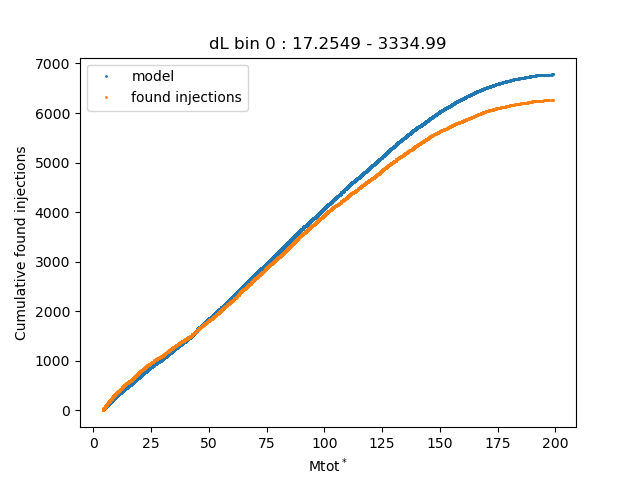 dL bin 0 : 17.2549 - 3334.99
model
found injections
7000
6000
5000
4000
3000
2000
1000
0
Cumulative found injections
0 25 50 75 100 125 150 175 200
Mtot*